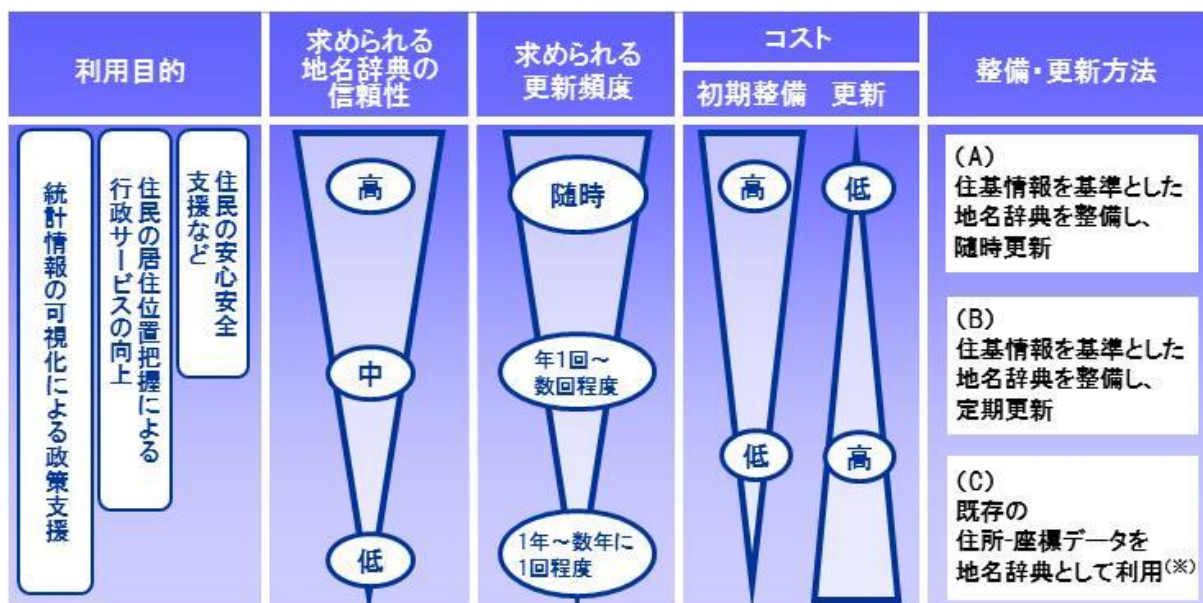 利用目的
求められる
地名辞典の
信頼性
求められる
更新頻度
コスト
初期整備
更新
整備・更新方法
統計情報の可視化による政策支援
住民の居住位置把握による
行政サービスの向上
住民の安心安全
支援など
高
中
低
随時
年1回～
数回程度
1年～数年に
1回程度
高
低
低
高
(A)
住基情報を基準とした
地名辞典を整備し、
随時更新
(B)
住基情報を基準とした
地名辞典を整備し、
定期更新
(C)
既存の
住所-座標データを
地名辞典として利用(※)